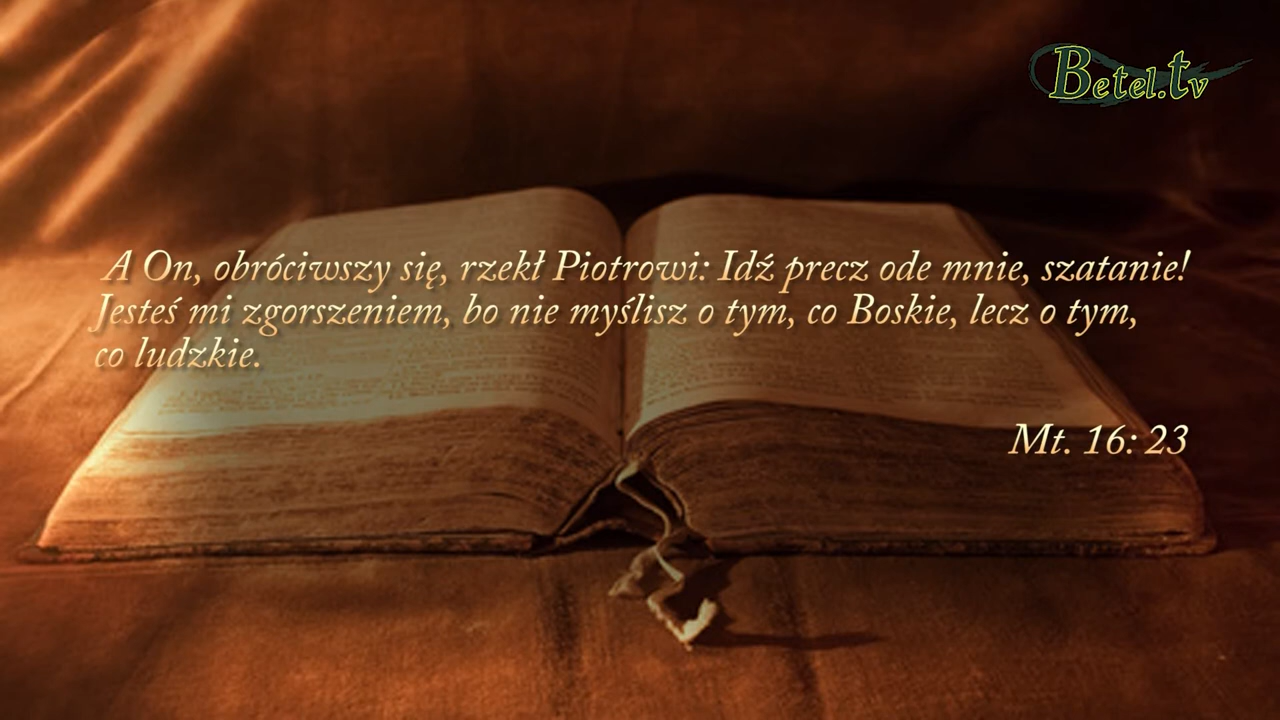 Betel.tv
A On, obróciwszy się, rzekł Piotrowi: Idź precz ode mnie, szatanie!
Jesteś mi zgorszeniem, bo nie myślisz o tym, co Boskie, lecz o tym,
co ludzkie.
Mt. 16: 23